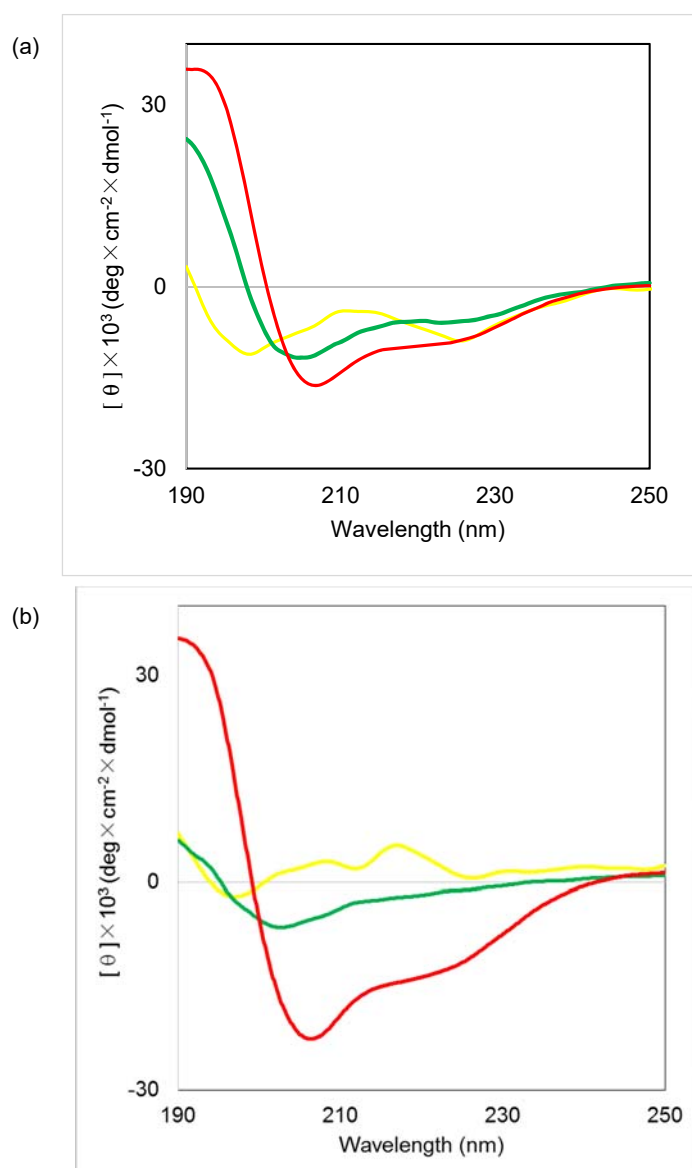 (a)
30
0
-30
190 210 230 250
Wavelength (nm)
[ θ ] × 10³ (deg × cm⁻² × dmol⁻¹)
(b)
30
0
-30
190 210 230 250
Wavelength (nm)
[ θ ] × 10³ (deg × cm⁻² × dmol⁻¹)